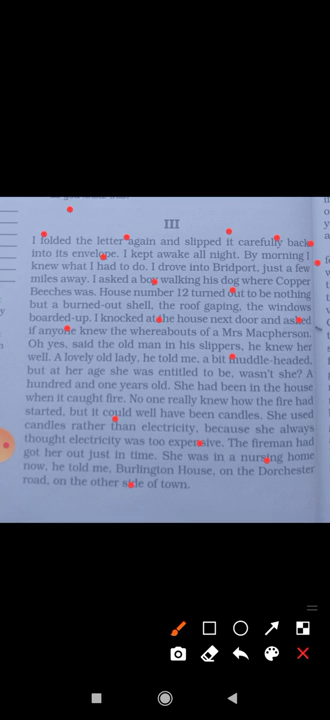 III
I folded the letter again and slipped it carefully back
into its envelope. I kept awake all night. By morning I
knew what I had to do. I drove into Bridport, just a few
miles away. I asked a boy walking his dog where Copper
Beeches was. House number 12 turned out to be nothing
but a burned-out shell, the roof gaping, the windows
boarded-up. I knocked at the house next door and asked
if anyone knew the whereabouts of a Mrs Macpherson.
Oh yes, said the old man in his slippers, he knew her
well. A lovely old lady, he told me, a bit muddle-headed,
but at her age she was entitled to be, wasn't she? A
hundred and one years old. She had been in the house
when it caught fire. No one really knew how the fire had
started, but it could well have been candles. She used
candles rather than electricity, because she always
thought electricity was too expensive. The fireman had
got her out just in time. She was in a nursing home
now, he told me, Burlington House, on the Dorchester
road, on the other side of town.